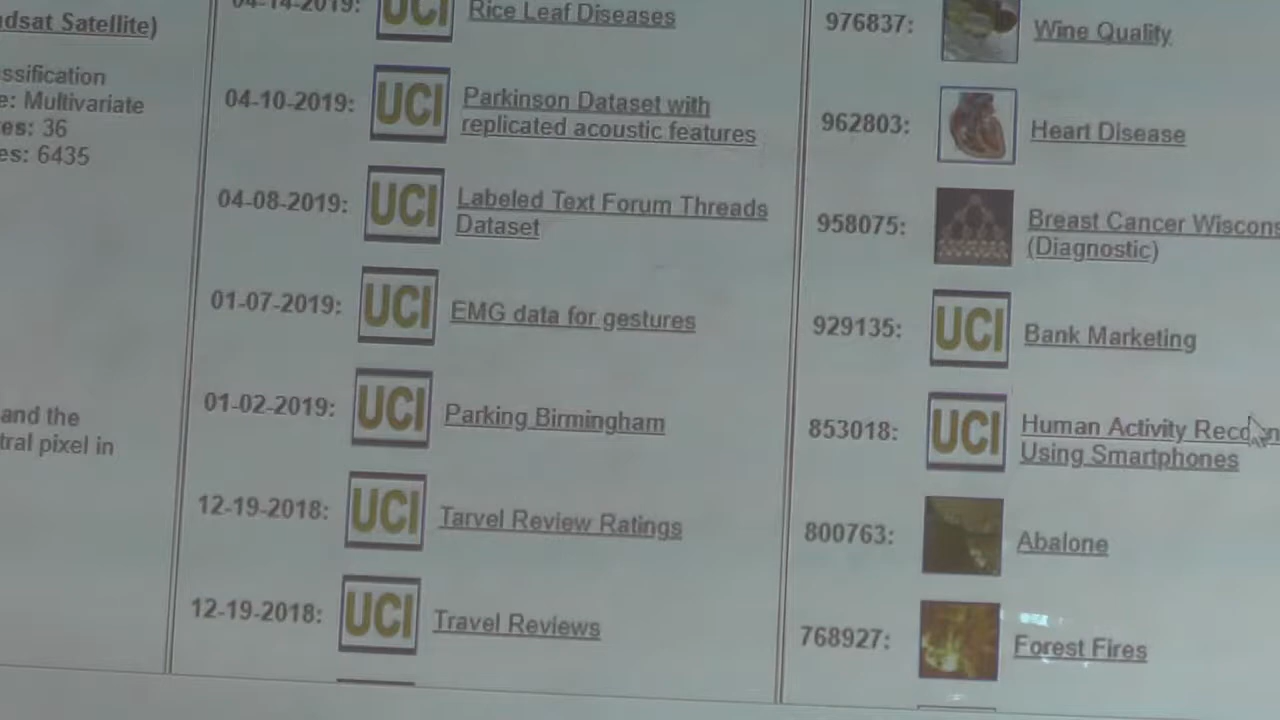 dsat Satellite)
ssification
e: Multivariate
es: 36
es: 6435
and the
tral pixel in
04-14-2019: UCI Rice Leaf Diseases
04-10-2019: UCI Parkinson Dataset with
replicated acoustic features
04-08-2019: UCI Labeled Text Forum Threads
Dataset
01-07-2019: UCI EMG data for gestures
01-02-2019: UCI Parking Birmingham
12-19-2018: UCI Tarvel Review Ratings
12-19-2018: UCI Travel Reviews
976837: Wine Quality
962803: Heart Disease
958075: Breast Cancer Wiscons
(Diagnostic)
929135: UCI Bank Marketing
853018: UCI Human Activity Recogn
Using Smartphones
800763: Abalone
768927: Forest Fires